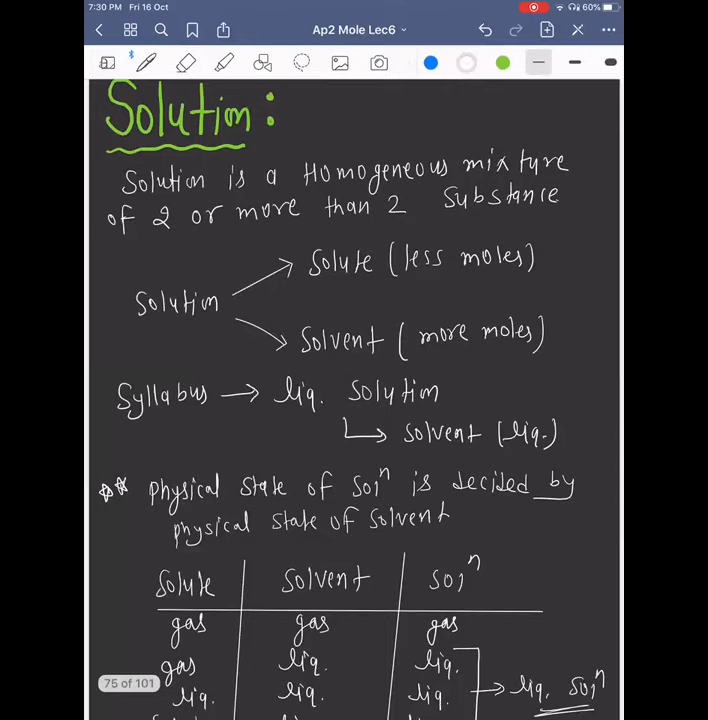 7:30 PM Fri 16 Oct
60%
Ap2 Mole Lec6
Solution :
Solution is a Homogeneous mixture
of 2 or more than 2 substance
Solute (less moles)
Solution
Solvent ( more moles)
Syllabus → liq. solution
solvent (liq.)
physical state of solⁿ is decided by
physical state of solvent
Solute solvent solⁿ
gas gas gas
gas liq. liq.
liq. liq. liq. → liq. solⁿ
75 of 101